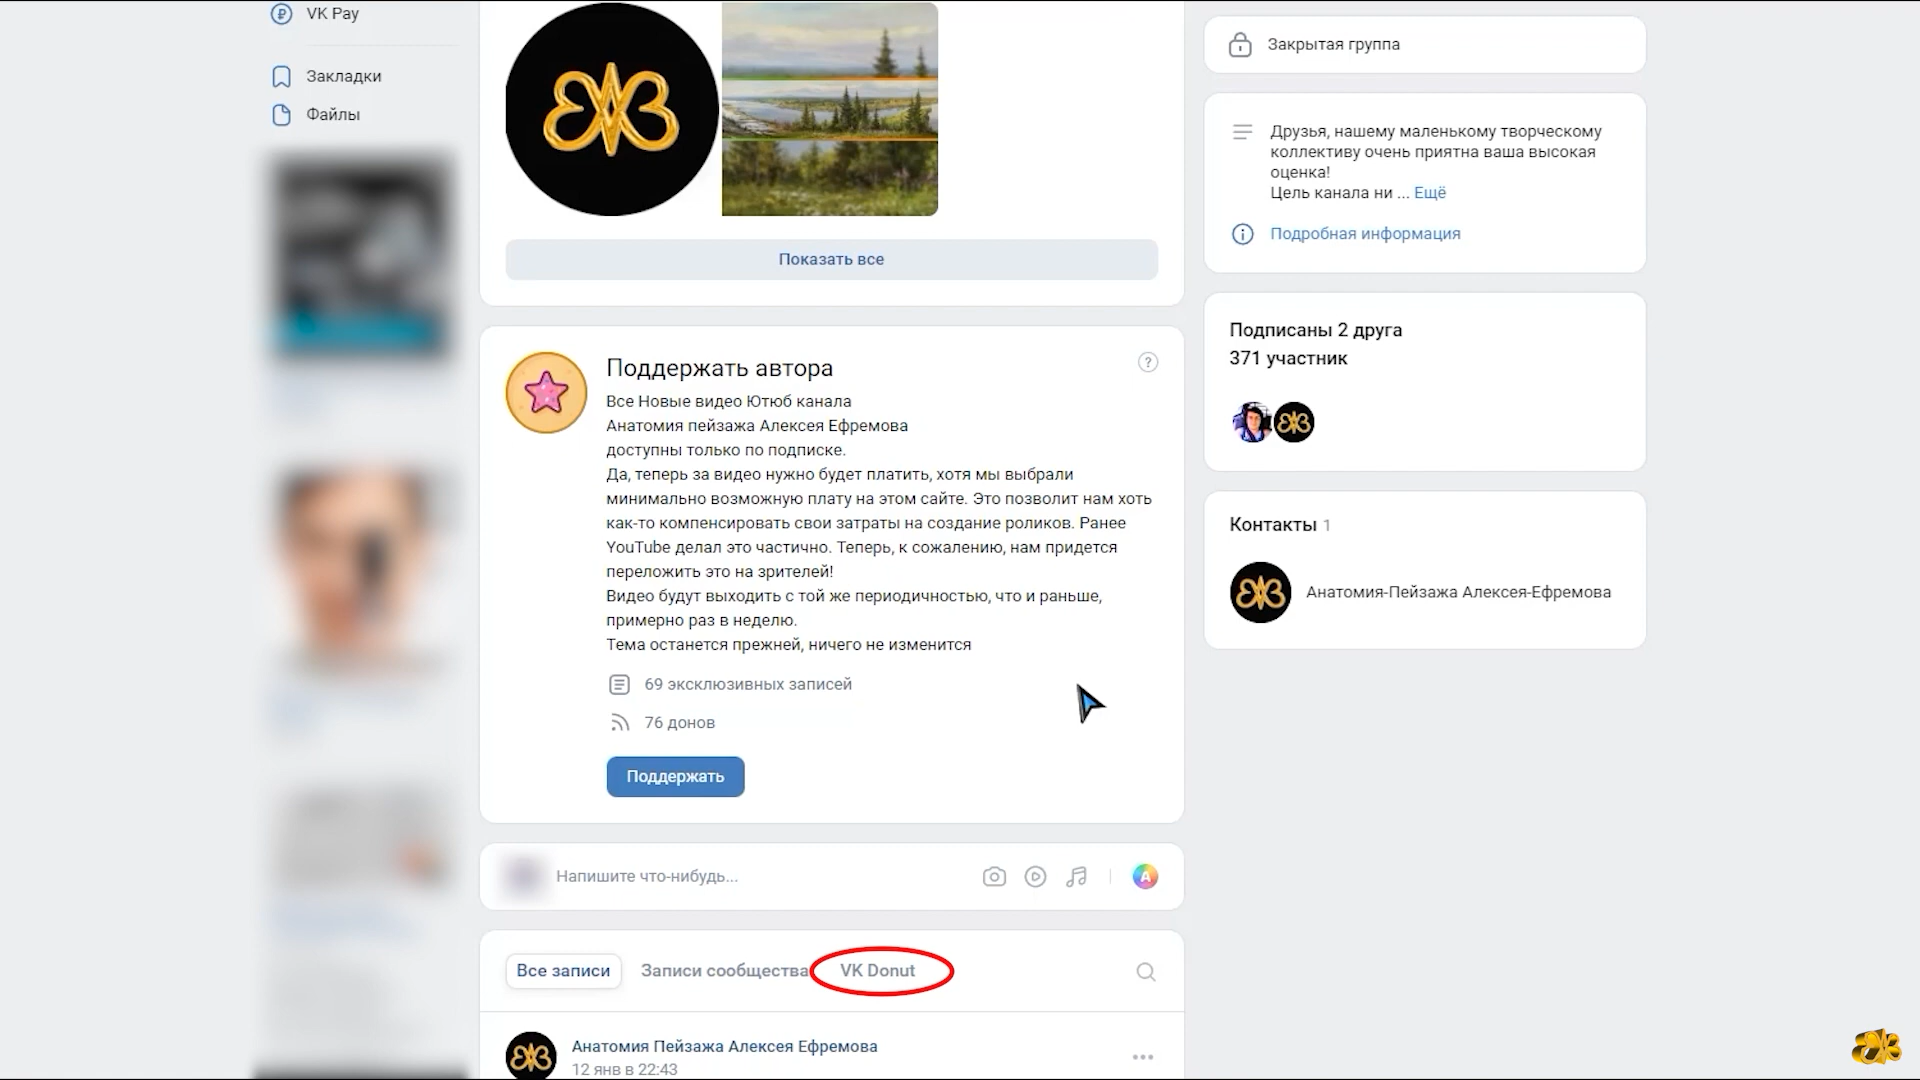 VK Pay
Закладки
Файлы
Показать все
Поддержать автора
Все Новые видео Ютюб канала
Анатомия пейзажа Алексея Ефремова
доступны только по подписке.
Да, теперь за видео нужно будет платить, хотя мы выбрали
минимально возможную плату на этом сайте. Это позволит нам хоть
как-то компенсировать свои затраты на создание роликов. Ранее
YouTube делал это частично. Теперь, к сожалению, нам придется
переложить это на зрителей!
Видео будут выходить с той же периодичностью, что и раньше,
примерно раз в неделю.
Тема останется прежней, ничего не изменится
69 эксклюзивных записей
76 донов
Поддержать
Напишите что-нибудь...
Все записи
Записи сообщества
VK Donut
Анатомия Пейзажа Алексея Ефремова
12 янв в 22:43
Закрытая группа
Друзья, нашему маленькому творческому
коллективу очень приятна ваша высокая
оценка!
Цель канала ни ... Ещё
Подробная информация
Подписаны 2 друга
371 участник
Контакты 1
Анатомия-Пейзажа Алексея-Ефремова